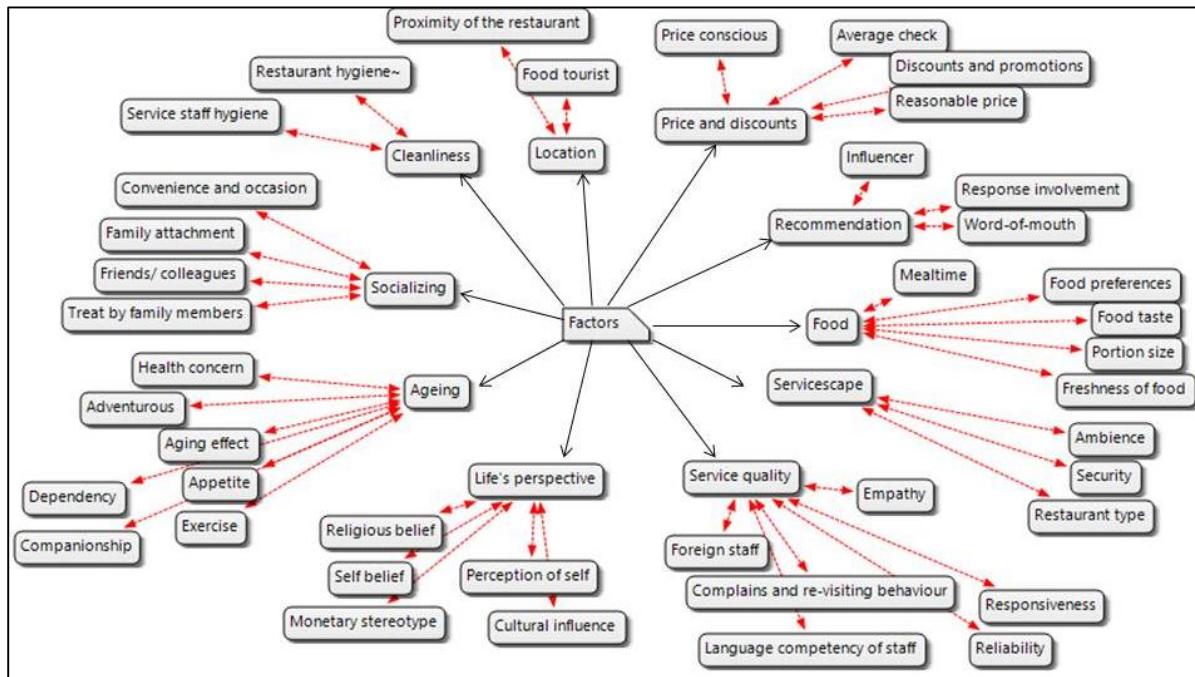 Proximity of the restaurant
Price conscious
Average check
Restaurant hygiene~
Food tourist
Discounts and promotions
Reasonable price
Service staff hygiene
Cleanliness
Location
Price and discounts
Influencer
Convenience and occasion
Response involvement
Recommendation
Word-of-mouth
Family attachment
Friends/ colleagues
Socializing
Treat by family members
Mealtime
Food preferences
Factors
Food
Food taste
Portion size
Freshness of food
Health concern
Ageing
Adventurous
Servicescape
Aging effect
Ambience
Dependency
Appetite
Life's perspective
Service quality
Security
Empathy
Exercise
Restaurant type
Companionship
Religious belief
Foreign staff
Self belief
Perception of self
Complains and re-visiting behaviour
Responsiveness
Monetary stereotype
Cultural influence
Language competency of staff
Reliability